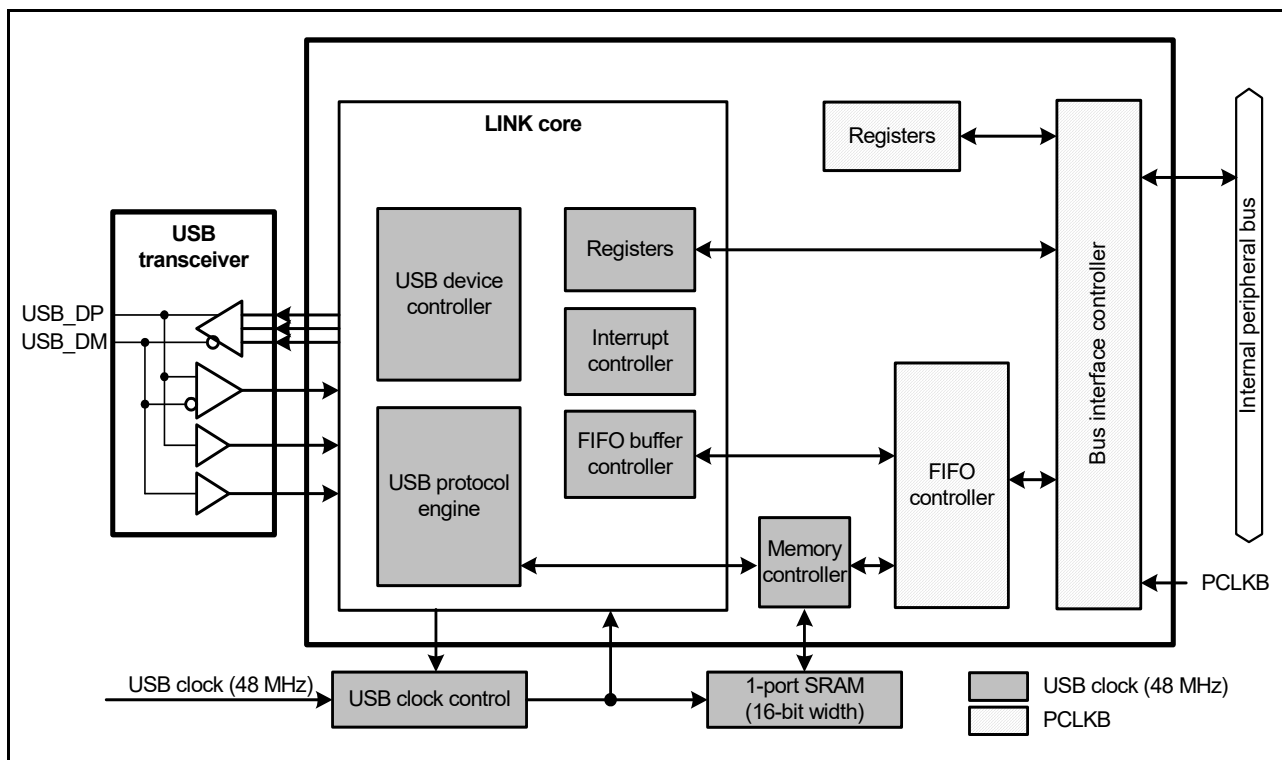 LINK core
Registers
USB
transceiver
USB device
controller
Registers
USB_DP
USB_DM
Interrupt
controller
FIFO buffer
controller
USB protocol
engine
FIFO
controller
Memory
controller
Bus interface controller
Internal peripheral bus
PCLKB
USB clock (48 MHz)
USB clock control
1-port SRAM
(16-bit width)
USB clock (48 MHz)
PCLKB